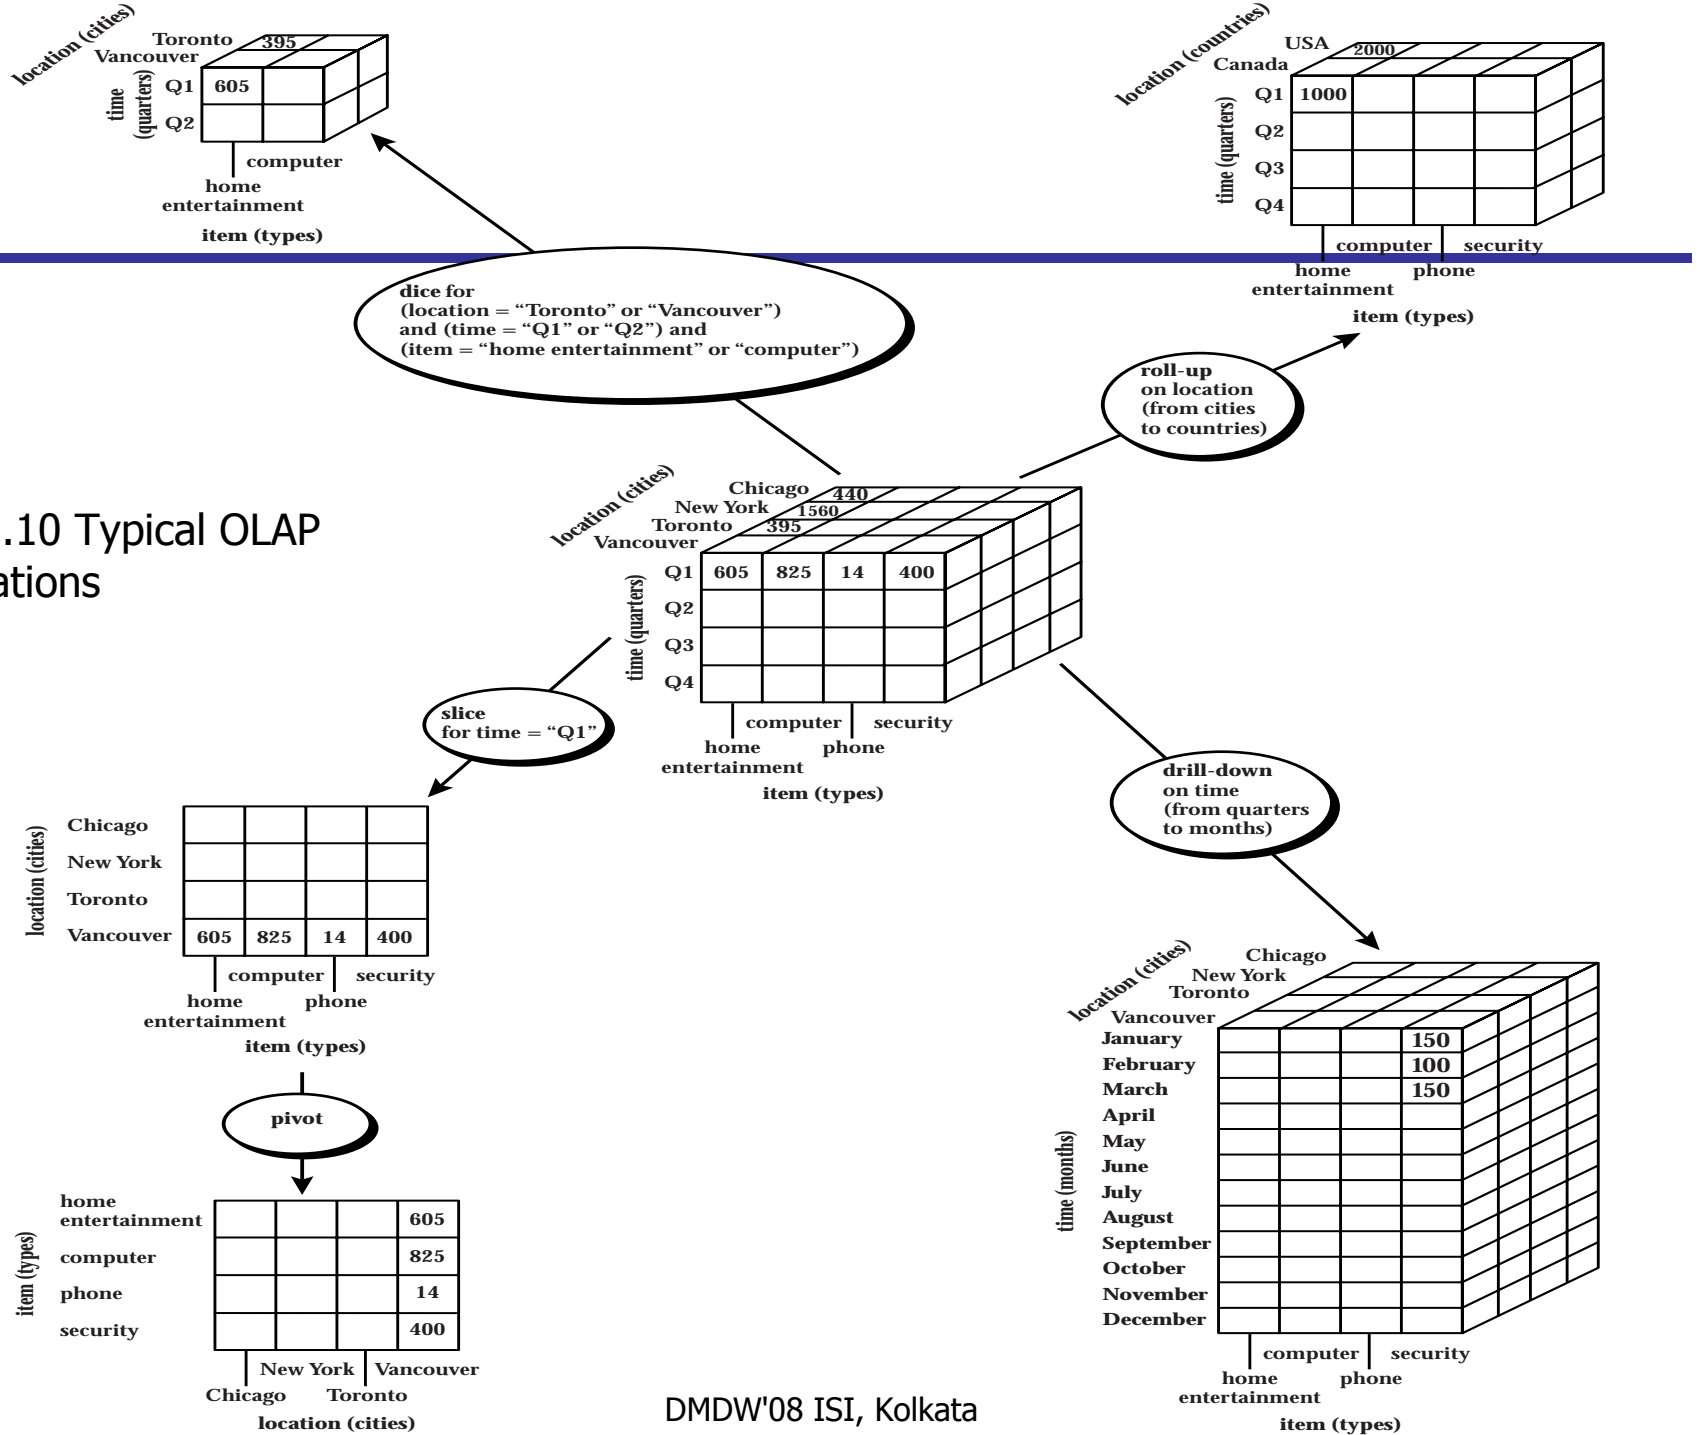 location (cities)
Toronto
Vancouver
395
time
(quarters)
Q1
605
Q2
computer
home
entertainment
item (types)
location (countries)
USA
Canada
2000
time (quarters)
Q1
1000
Q2
Q3
Q4
computer
security
home
entertainment
phone
item (types)
dice for
(location = “Toronto” or “Vancouver”)
and (time = “Q1” or “Q2”) and
(item = “home entertainment” or “computer”)
roll-up
on location
(from cities
to countries)
.10 Typical OLAP
ations
location (cities)
Chicago
New York
Toronto
Vancouver
440
1560
395
time (quarters)
Q1 605 825 14 400
Q2
Q3
Q4
computer
security
home
entertainment
phone
item (types)
slice
for time = “Q1”
drill-down
on time
(from quarters
to months)
location (cities)
Chicago
New York
Toronto
Vancouver 605 825 14 400
computer
security
home
entertainment
phone
item (types)
pivot
item (types)
home
entertainment 605
computer 825
phone 14
security 400
New York
Vancouver
Chicago
Toronto
location (cities)
location (cities)
Chicago
New York
Toronto
Vancouver
time (months)
January 150
February 100
March 150
April
May
June
July
August
September
October
November
December
computer
security
home
entertainment
phone
item (types)
DMDW'08 ISI, Kolkata